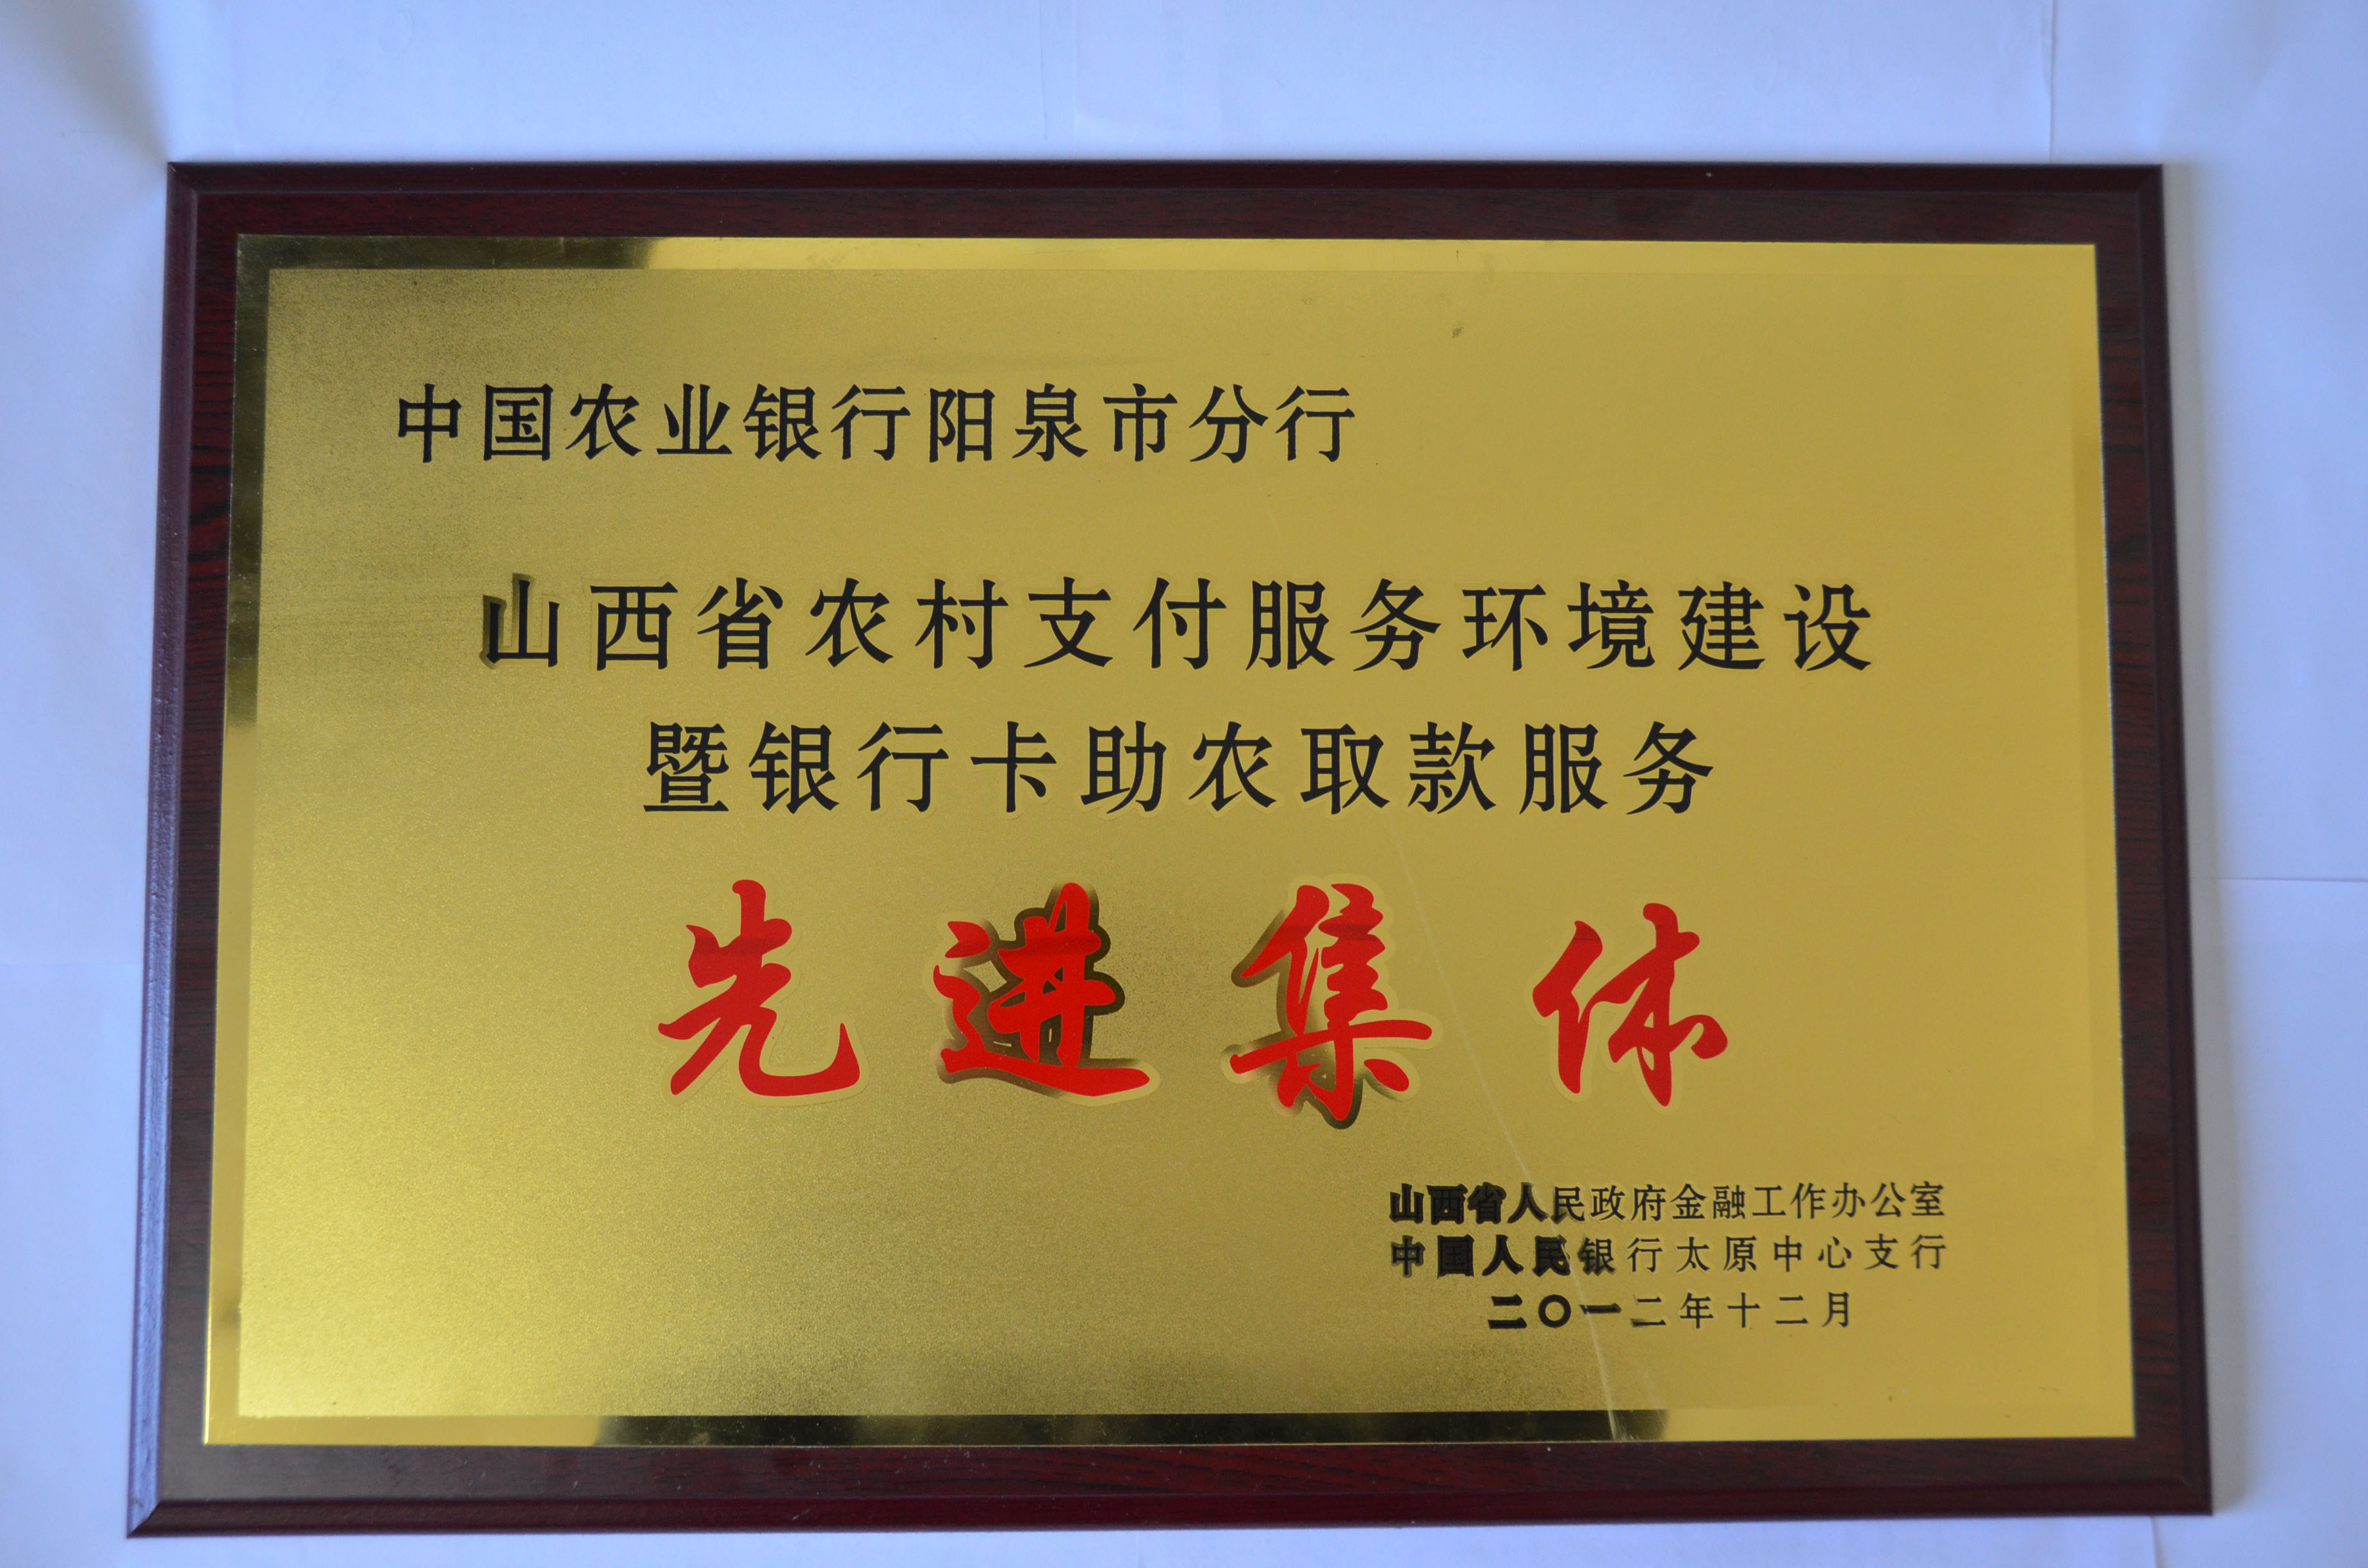 中国农业银行阳泉市分行
山西省农村支付服务环境建设
暨银行卡助农取款服务
先进集体
山西省人民政府金融工作办公室
中国人民银行太原中心支行
二〇一二年十二月